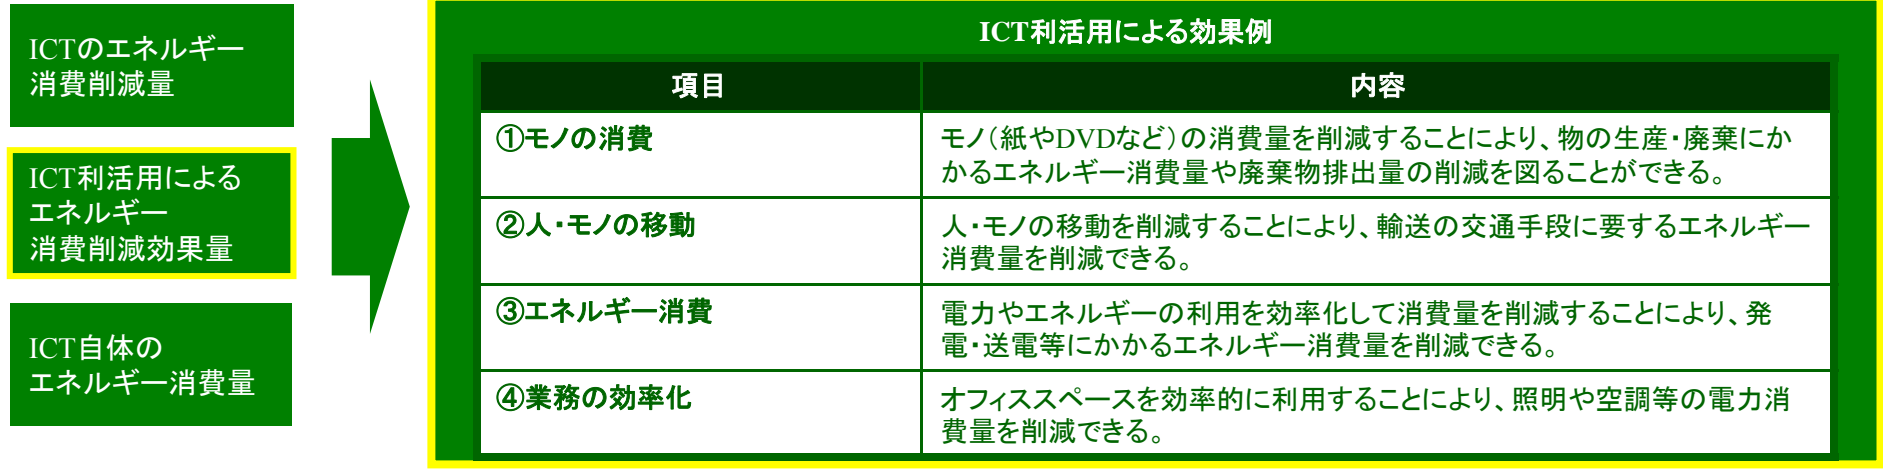 ICTのエネルギー
消費削減量
ICT利活用による
エネルギー
消費削減効果量
ICT自体の
エネルギー消費量
ICT利活用による効果例
項目
内容
①モノの消費
モノ（紙やDVDなど）の消費量を削減することにより、物の生産・廃棄にか
かるエネルギー消費量や廃棄物排出量の削減を図ることができる。
②人・モノの移動
人・モノの移動を削減することにより、輸送の交通手段に要するエネルギー
消費量を削減できる。
③エネルギー消費
電力やエネルギーの利用を効率化して消費量を削減することにより、発
電・送電等にかかるエネルギー消費量を削減できる。
④業務の効率化
オフィススペースを効率的に利用することにより、照明や空調等の電力消
費量を削減できる。